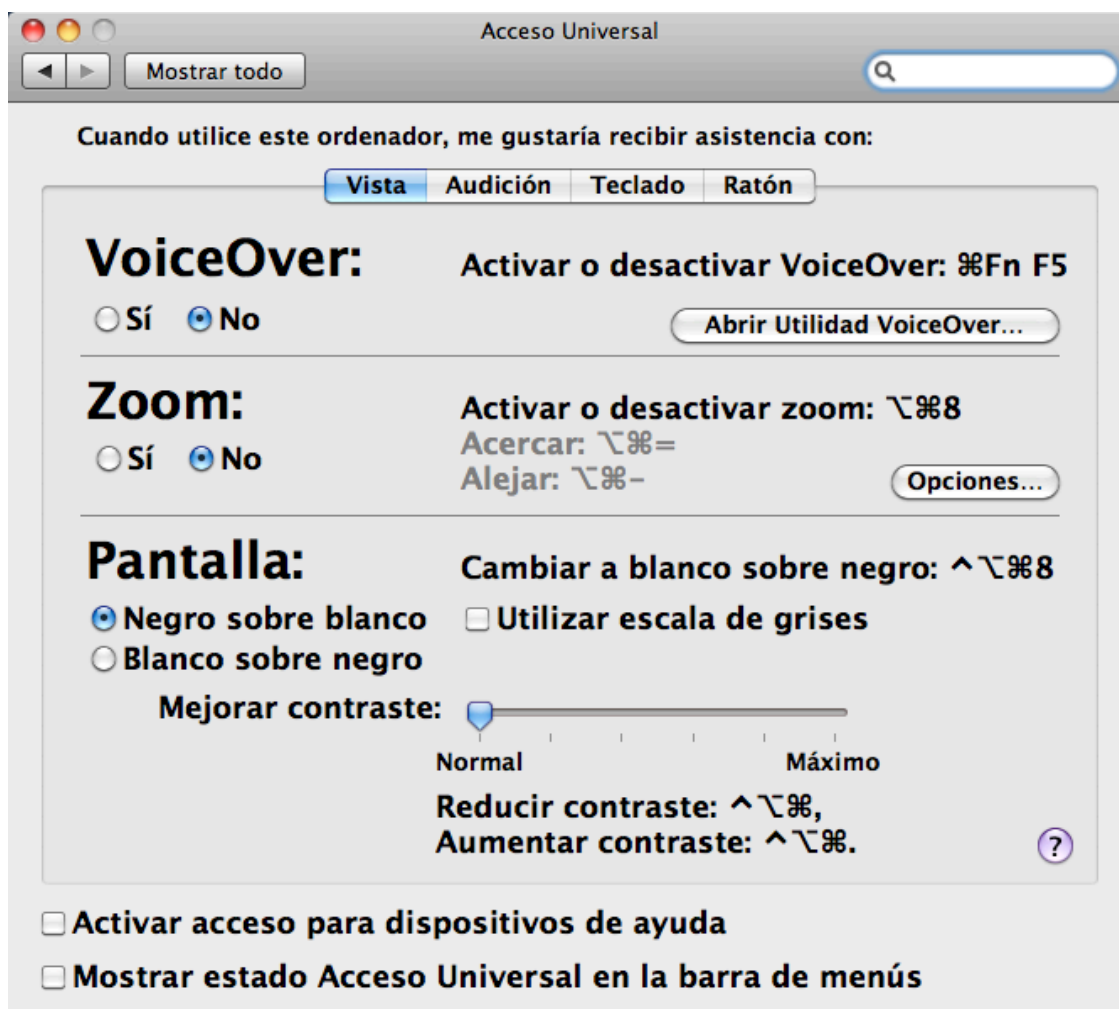 Acceso Universal
Mostrar todo
Cuando utilice este ordenador, me gustaría recibir asistencia con:
Vista Audición Teclado Ratón
VoiceOver: Activar o desactivar VoiceOver: ⌘Fn F5
Sí No Abrir Utilidad VoiceOver...
Zoom: Activar o desactivar zoom: ⌥⌘8
Acercar: ⌥⌘=
Sí No
Alejar: ⌥⌘-
Opciones...
Pantalla: Cambiar a blanco sobre negro: ^⌥⌘8
Negro sobre blanco Utilizar escala de grises
Blanco sobre negro
Mejorar contraste:
Normal Máximo
Reducir contraste: ^⌥⌘,
Aumentar contraste: ^⌥⌘.
?
Activar acceso para dispositivos de ayuda
Mostrar estado Acceso Universal en la barra de menús